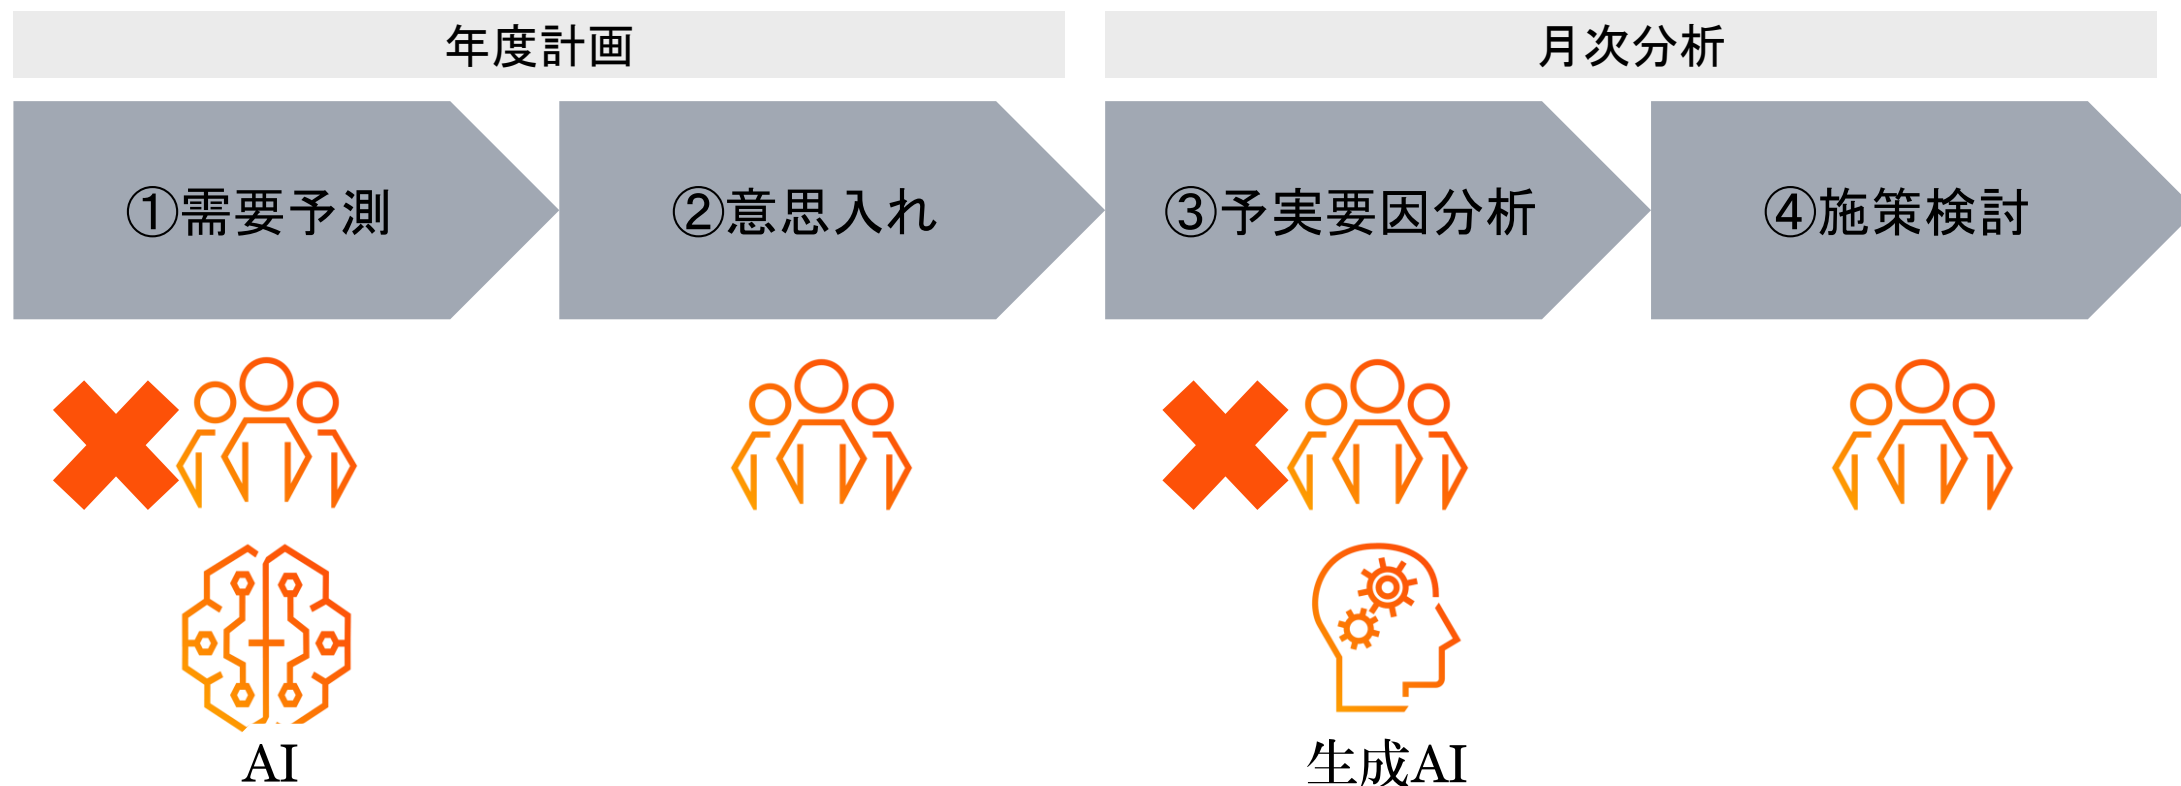 年度計画
月次分析
①需要予測
②意思入れ
③予実要因分析
④施策検討
AI
生成AI